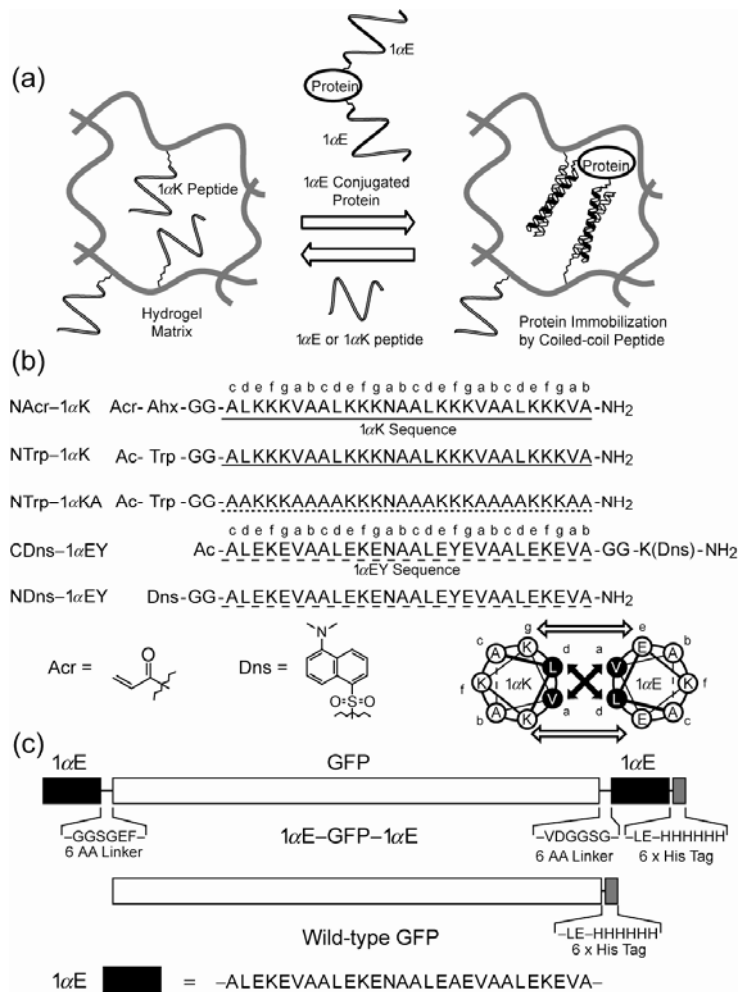 (a)
1αE
Protein
1αE
1αE Conjugated
Protein
1αE or 1αK peptide
1αK Peptide
Hydrogel
Matrix
Protein
Protein Immobilization
by Coiled-coil Peptide
(b)
c d e f g a b c d e f g a b c d e f g a b c d e f g a b
NAcr–1αK Acr- Ahx -GG -ALKKKVAALKKKNAALKKKVAALKKKVA-NH2
1αK Sequence
NTrp–1αK Ac- Trp -GG -ALKKKVAALKKKNAALKKKVAALKKKVA-NH2
NTrp–1αKA Ac- Trp -GG -AAKKKAAAAKKKNAAAKKKAAAAKKKAA-NH2
c d e f g a b c d e f g a b c d e f g a b c d e f g a b
CDns–1αEY Ac -ALEKEVAALEKENAALEYEVAALEKEVA-GG -K(Dns)-NH2
1αEY Sequence
NDns–1αEY Dns-GG -ALEKEVAALEKENAALEYEVAALEKEVA-NH2
Acr =
O
Dns =
N
O=S=O
g e
c A K d a E A b
f K 1αK L V 1αE K f
b A K V L E A c
a d
(c)
1αE GFP 1αE
–GGSGEF–
6 AA Linker
1αE–GFP–1αE
–VDGGSG–
6 AA Linker
–LE–HHHHHH
6 x His Tag
Wild-type GFP
–LE–HHHHHH
6 x His Tag
1αE = –ALEKEVAALEKENAALEAEVAALEKEVA–